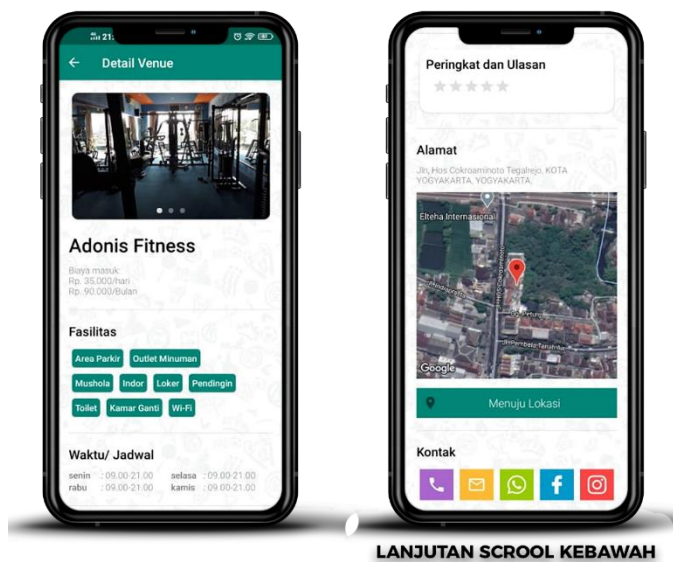 21:
Detail Venue
Adonis Fitness
Biaya masuk:
Rp. 35.000/hari
Rp. 90.000/Bulan
Fasilitas
Area Parkir Outlet Minuman
Mushola Indor Loker Pendingin
Toilet Kamar Ganti Wi-Fi
Waktu/ Jadwal
senin : 09.00-21.00 selasa : 09.00-21.00
rabu : 09.00-21.00 kamis : 09.00-21.00
Peringkat dan Ulasan
Alamat
Jln, Hos Cokroaminoto Tegalrejo, KOTA
YOGYAKARTA, YOGYAKARTA,
Elteha Internasional
Google
Menuju Lokasi
Kontak
LANJUTAN SCROOL KEBAWAH